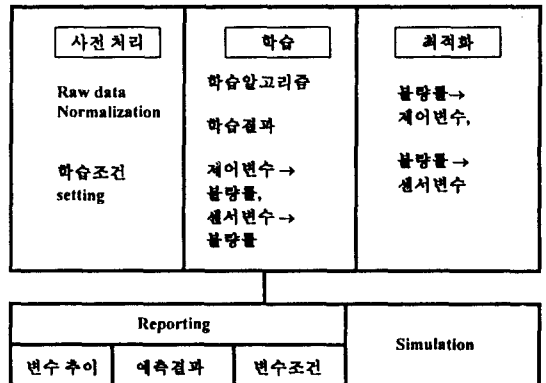 사전 처리
Raw data
Normalization
학습조건
setting
학습
학습알고리즘
학습결과
제어변수 →
불량률,
센서변수 →
불량률
최적화
불량률→
제어변수,
불량률 →
센서변수
Reporting
변수 추이
예측결과
변수조건
Simulation